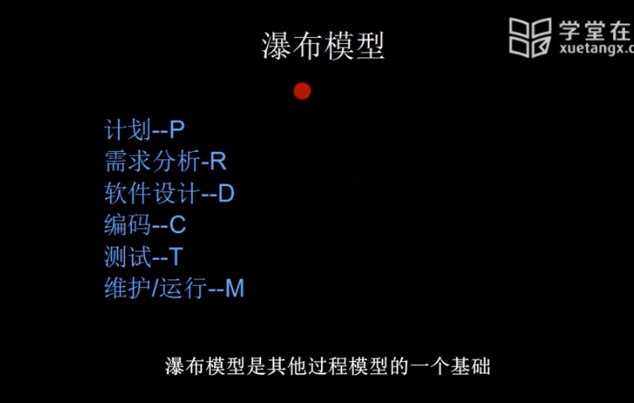 瀑布模型
学堂在
xuetangx.c
计划--P
需求分析-R
软件设计--D
编码--C
测试--T
维护/运行--M
瀑布模型是其他过程模型的一个基础